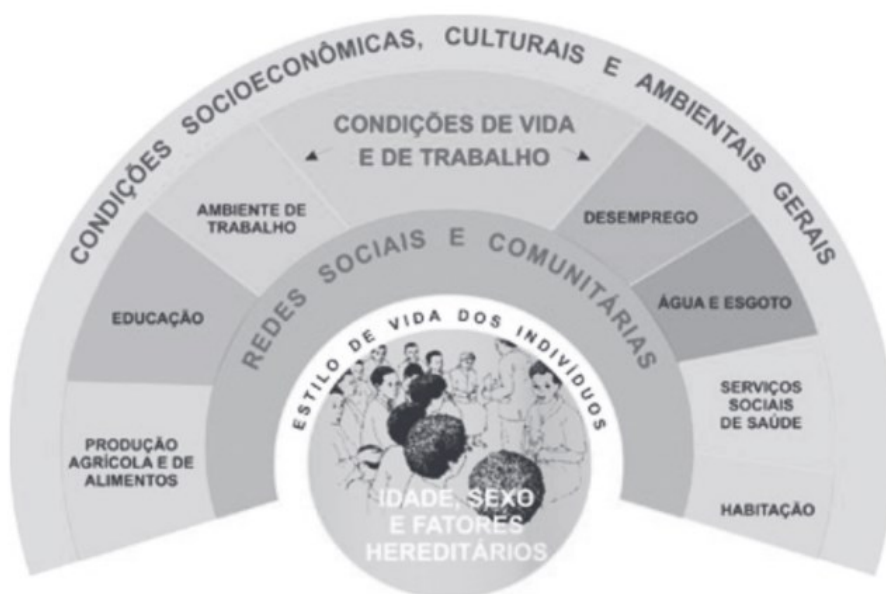 CONDIÇÕES SOCIOECONÔMICAS, CULTURAIS E AMBIENTAIS GERAIS
CONDIÇÕES DE VIDA
E DE TRABALHO
AMBIENTE DE
TRABALHO
DESEMPREGO
EDUCAÇÃO
ÁGUA E ESGOTO
PRODUÇÃO
AGRÍCOLA E DE
ALIMENTOS
SERVIÇOS
SOCIAIS
DE SAÚDE
HABITAÇÃO
REDES SOCIAIS E COMUNITÁRIAS
ESTILO DE VIDA DOS INDIVÍDUOS
IDADE, SEXO
E FATORES
HEREDITÁRIOS